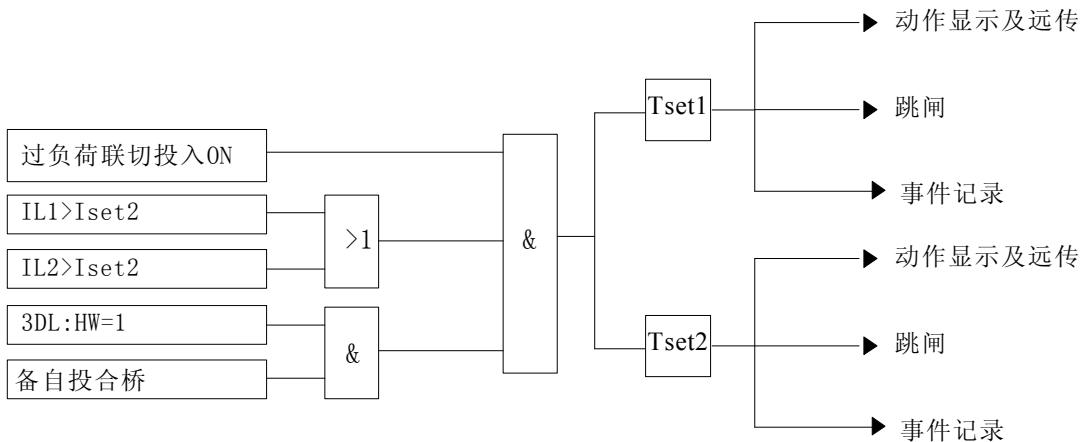 动作显示及远传
Tset1
跳闸
过负荷联切投入ON
事件记录
IL1>Iset2
>1
&
IL2>Iset2
动作显示及远传
3DL:HW=1
&
Tset2
跳闸
备自投合桥
事件记录